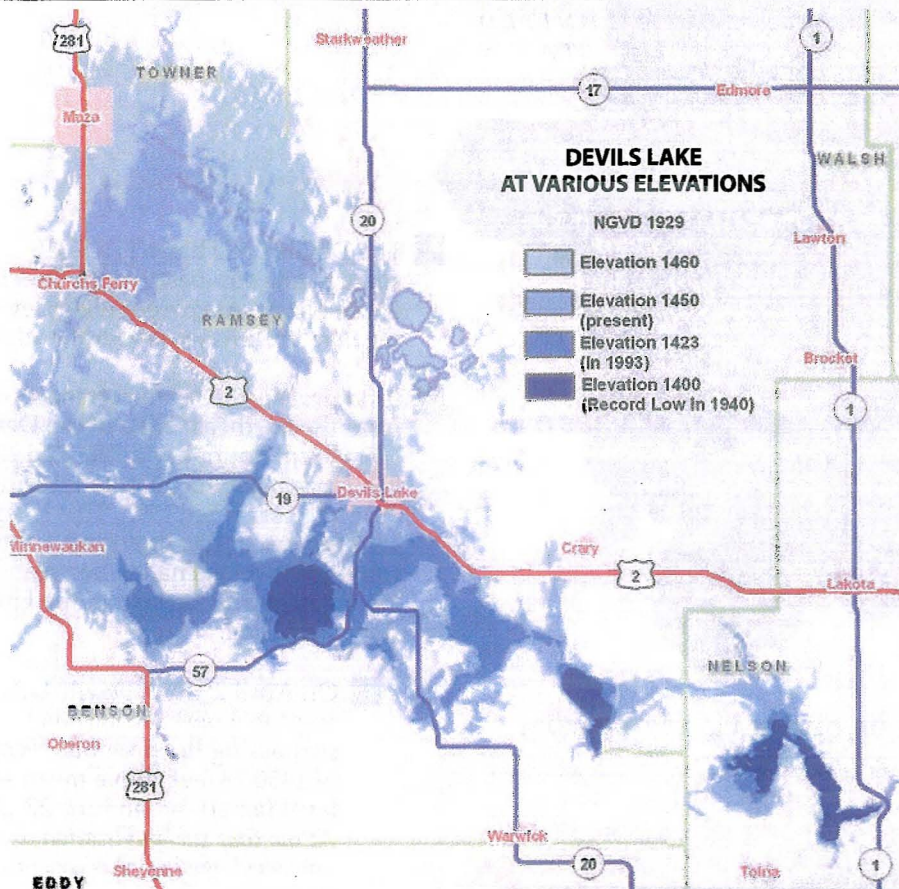 281
Starkweather
1
TOWNER
17
Edmore
Maza
DEVILS LAKE
AT VARIOUS ELEVATIONS
WALSH
NGVD 1929
20
Lawton
Elevation 1460
Churchs Ferry
Elevation 1450
(present)
RAMSEY
Elevation 1423
(In 1993)
Brocket
2
Elevation 1400
(Record Low In 1940)
1
19
Devils Lake
Minnewaukan
Crary
2
Lakota
57
NELSON
BENSON
Oberon
281
Warwick
20
Tolna
1
EDDY
Sheyenne